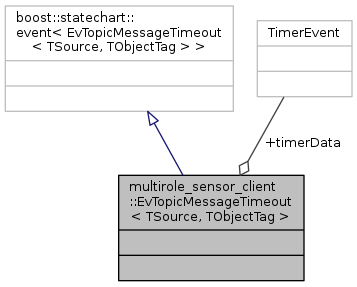 boost::statechart::
event< EvTopicMessageTimeout
< TSource, TObjectTag > >
TimerEvent
+timerData
multirole_sensor_client
::EvTopicMessageTimeout
< TSource, TObjectTag >